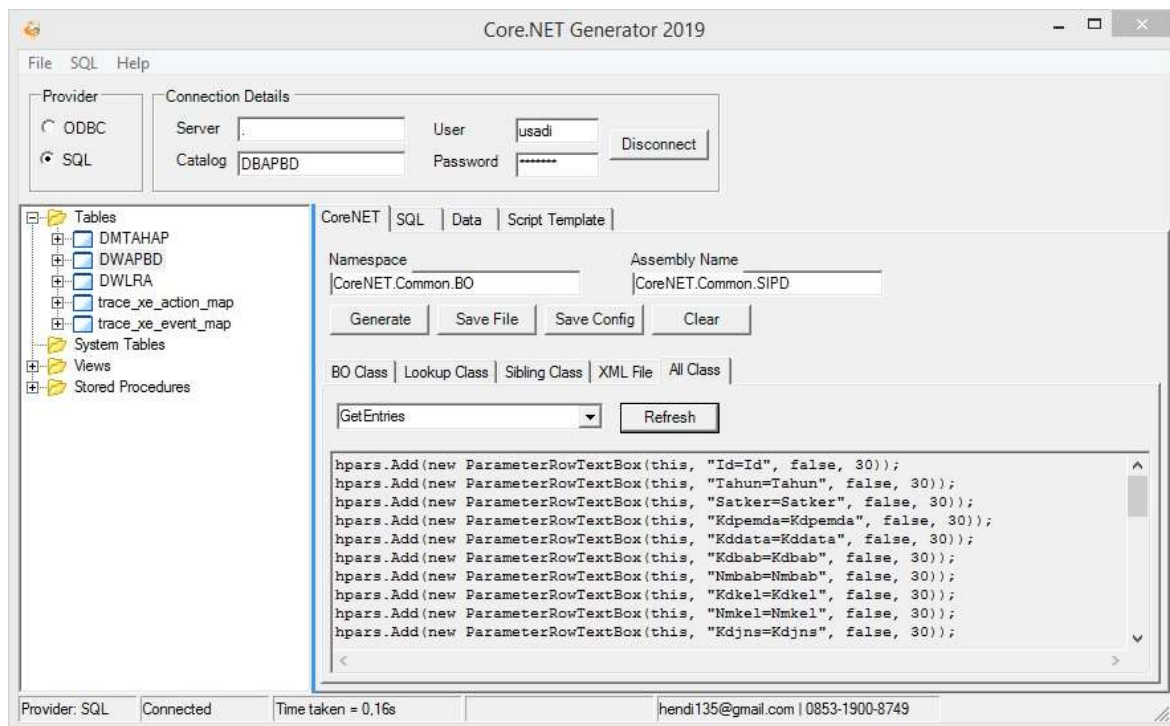 Core.NET Generator 2019
File SQL Help
Provider
ODBC
SQL
Connection Details
Server .
Catalog DBAPBD
User usadi
Password *******
Disconnect
Tables
DMTAHAP
DWAPBD
DWLRA
trace_xe_action_map
trace_xe_event_map
System Tables
Views
Stored Procedures
CoreNET SQL Data Script Template
Namespace
CoreNET.Common.BO
Assembly Name
CoreNET.Common.SIPD
Generate Save File Save Config Clear
BO Class Lookup Class Sibling Class XML File All Class
GetEntries Refresh
hpars.Add(new ParameterRowTextBox(this, "Id=Id", false, 30));
hpars.Add(new ParameterRowTextBox(this, "Tahun=Tahun", false, 30));
hpars.Add(new ParameterRowTextBox(this, "Satker=Satker", false, 30));
hpars.Add(new ParameterRowTextBox(this, "Kdpemda=Kdpemda", false, 30));
hpars.Add(new ParameterRowTextBox(this, "Kddata=Kddata", false, 30));
hpars.Add(new ParameterRowTextBox(this, "Kdbab=Kdbab", false, 30));
hpars.Add(new ParameterRowTextBox(this, "Nmbab=Nmbab", false, 30));
hpars.Add(new ParameterRowTextBox(this, "Kdkel=Kdkel", false, 30));
hpars.Add(new ParameterRowTextBox(this, "Nmkel=Nmkel", false, 30));
hpars.Add(new ParameterRowTextBox(this, "Kdjns=Kdjns", false, 30));
Provider: SQL Connected Time taken = 0,16s hendi135@gmail.com | 0853-1900-8749